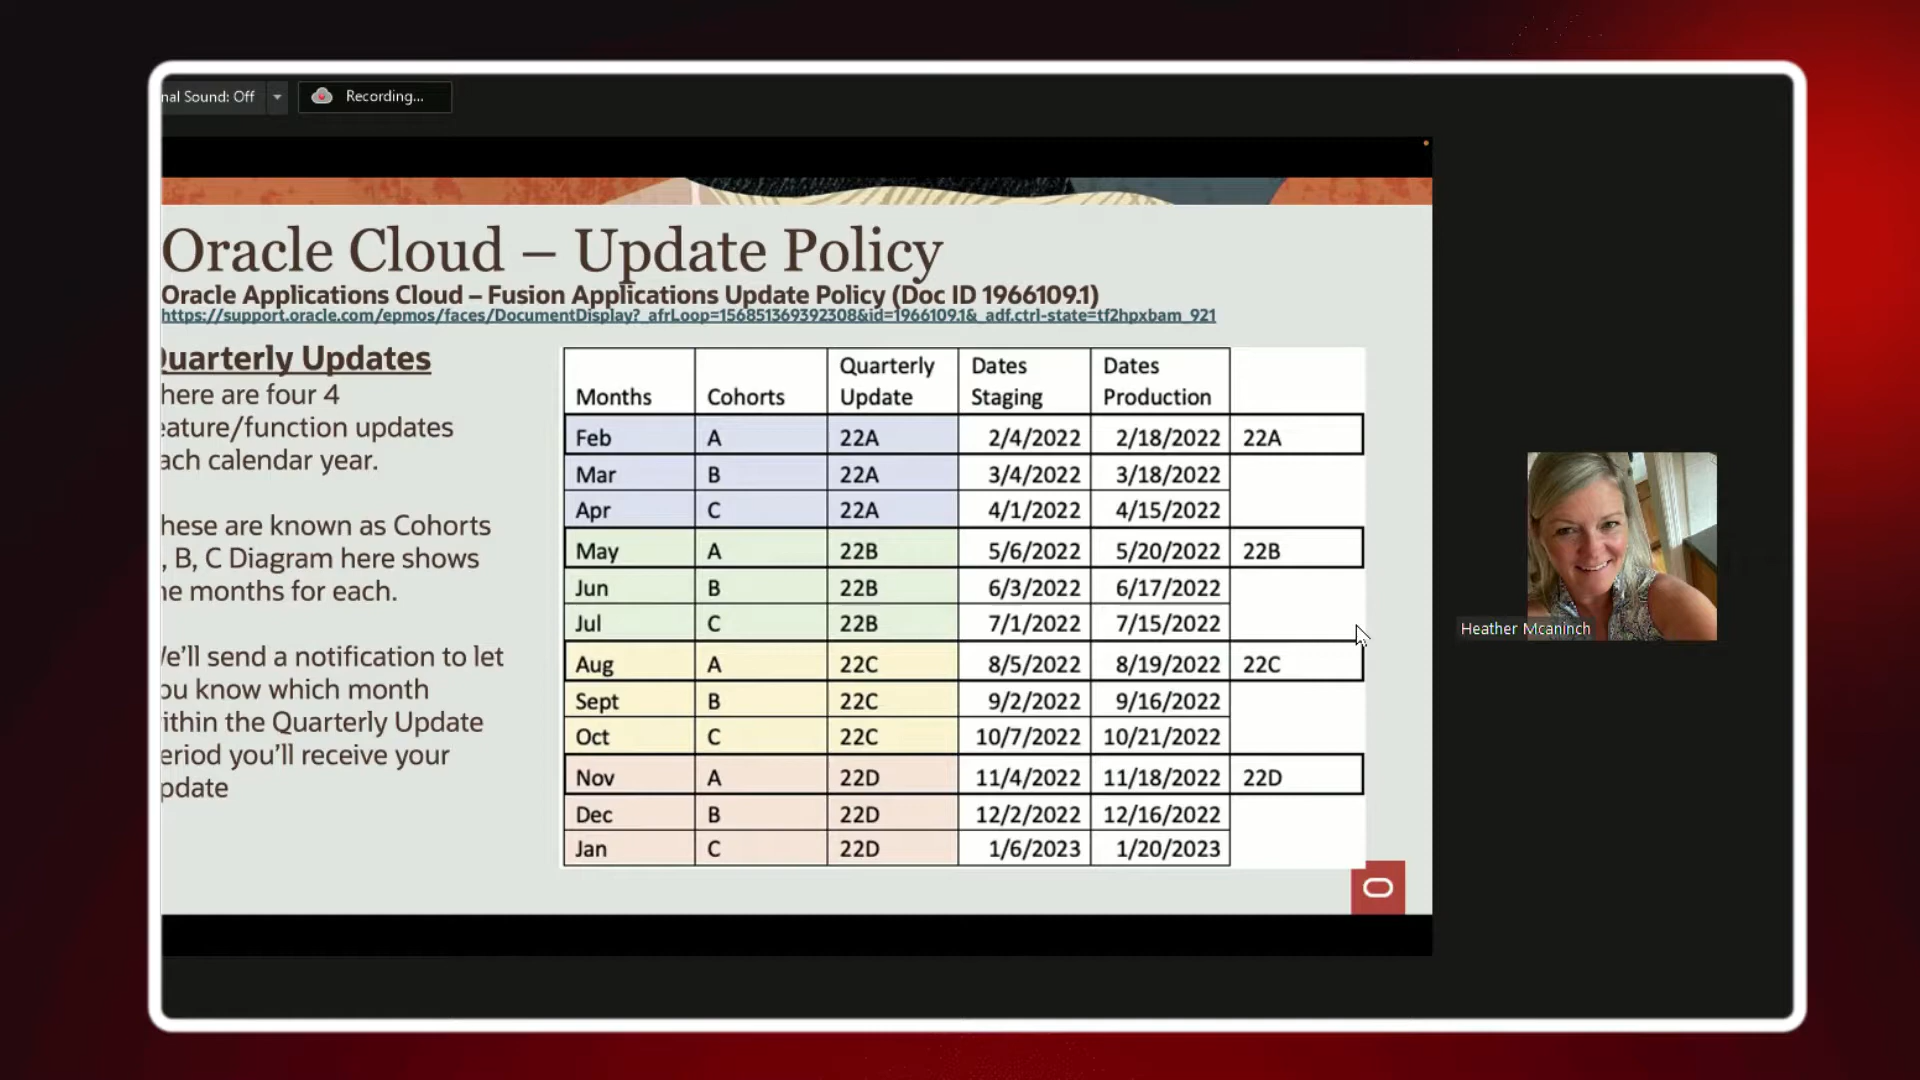 nal Sound: Off
Recording...
Oracle Cloud – Update Policy
Oracle Applications Cloud – Fusion Applications Update Policy (Doc ID 1966109.1)
https://support.oracle.com/epmos/faces/DocumentDisplay?_afrLoop=156851369392308&id=1966109.1&_adf.ctrl-state=tf2hpxbam_921
uarterly Updates
here are four 4
eature/function updates
ach calendar year.
hese are known as Cohorts
, B, C Diagram here shows
he months for each.
e'll send a notification to let
ou know which month
ithin the Quarterly Update
eriod you'll receive your
pdate
Months Cohorts Quarterly Update Dates Staging Dates Production
Feb A 22A 2/4/2022 2/18/2022 22A
Mar B 22A 3/4/2022 3/18/2022
Apr C 22A 4/1/2022 4/15/2022
May A 22B 5/6/2022 5/20/2022 22B
Jun B 22B 6/3/2022 6/17/2022
Jul C 22B 7/1/2022 7/15/2022
Aug A 22C 8/5/2022 8/19/2022 22C
Sept B 22C 9/2/2022 9/16/2022
Oct C 22C 10/7/2022 10/21/2022
Nov A 22D 11/4/2022 11/18/2022 22D
Dec B 22D 12/2/2022 12/16/2022
Jan C 22D 1/6/2023 1/20/2023
Heather Mcaninch